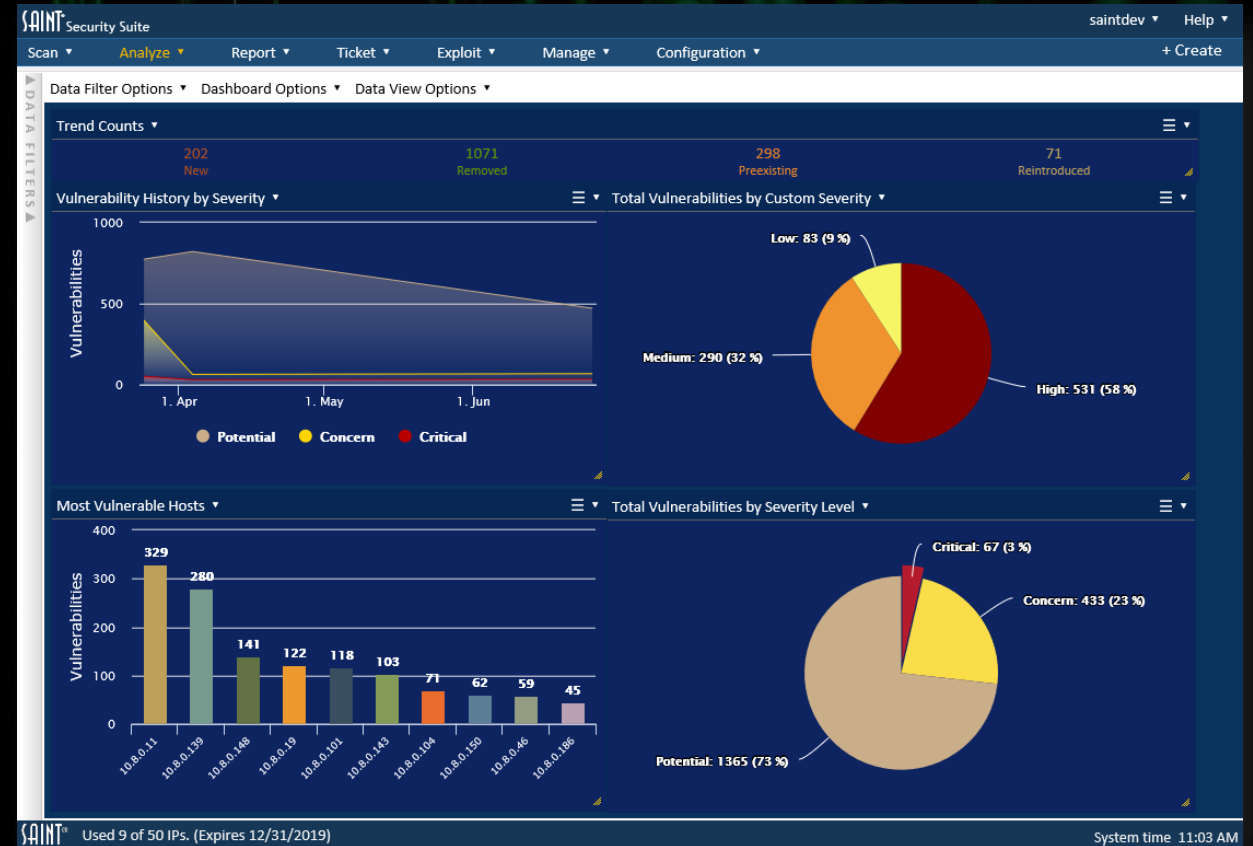 SAINT Security Suite saintdev ▼ Help ▼
Scan ▼ Analyze ▼ Report ▼ Ticket ▼ Exploit ▼ Manage ▼ Configuration ▼ + Create
DATA FILTERS
Data Filter Options ▼ Dashboard Options ▼ Data View Options ▼
Trend Counts ▼
202 1071 298 71
New Removed Preexisting Reintroduced
Vulnerability History by Severity ▼
Vulnerabilities
1000
500
0
1. Apr 1. May 1. Jun
Potential Concern Critical
Total Vulnerabilities by Custom Severity ▼
Low: 83 (9 %)
Medium: 290 (32 %)
High: 531 (58 %)
Most Vulnerable Hosts ▼
Vulnerabilities
400
300
200
100
0
329 280 141 122 118 103 71 62 59 45
10.8.0.11 10.8.0.139 10.8.0.148 10.8.0.19 10.8.0.101 10.8.0.143 10.8.0.104 10.8.0.150 10.8.0.46 10.8.0.186
Total Vulnerabilities by Severity Level ▼
Critical: 67 (3 %)
Concern: 433 (23 %)
Potential: 1365 (73 %)
SAINT® Used 9 of 50 IPs. (Expires 12/31/2019) System time 11:03 AM